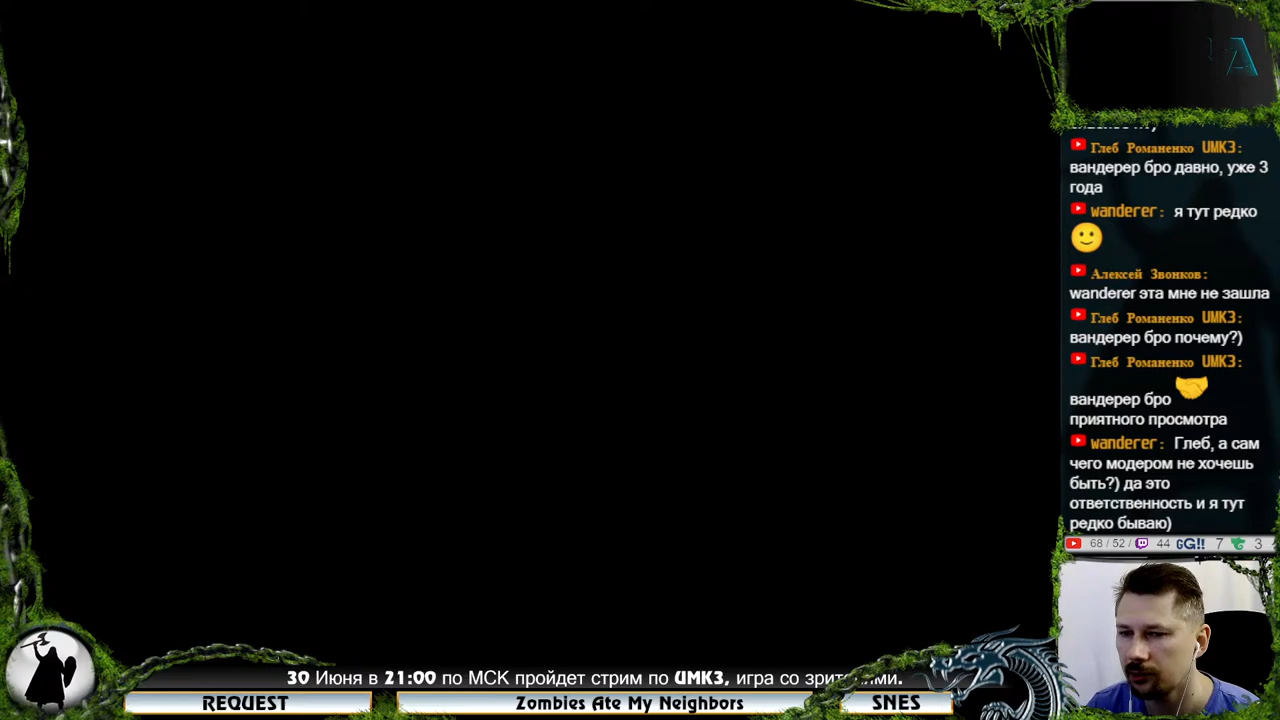 A
Глеб Романенко UMK3:
вандерер бро давно, уже 3
года
wanderer: я тут редко
Алексей Звонков:
wanderer эта мне не зашла
Глеб Романенко UMK3:
вандерер бро почему?)
Глеб Романенко UMK3:
вандерер бро
приятного просмотра
wanderer: Глеб, а сам
чего модером не хочешь
быть?) да это
ответственность и я тут
редко бываю)
68 / 52 / 44 GG!! 7 3
30 Июня в 21:00 по МСК пройдет стрим по UMK3, игра со зрителями.
REQUEST
Zombies Ate My Neighbors
SNES